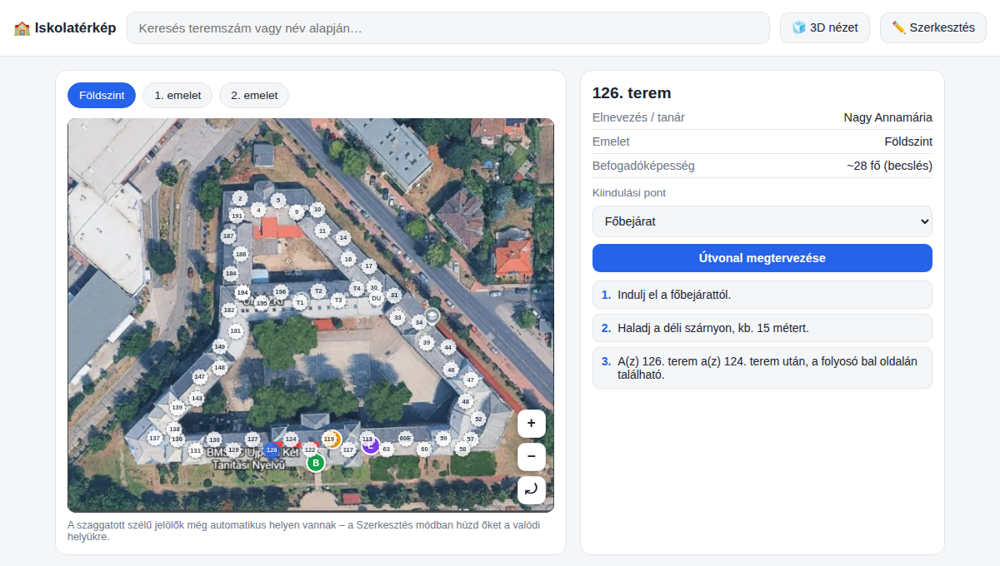 Iskolatérkép
Keresés teremszám vagy név alapján…
3D nézet
Szerkesztés
Földszint
1. emelet
2. emelet
2
5
4
9
10
191
187
11
14
186
16
17
184
194
196
T2
T4
30
DU
31
195
T1
T3
182
33
34
181
149
39
44
148
147
46
47
143
139
48
52
138
137
136
130
127
124
119
113
60E
59
57
131
129
126
122
117
63
60
58
B
Tanítási Nyelvű...
+
−
A szaggatott szélű jelölők még automatikus helyen vannak – a Szerkesztés módban húzd őket a valódi
helyükre.
126. terem
Elnevezés / tanár
Nagy Annamária
Emelet
Földszint
Befogadóképesség
~28 fő (becslés)
Kiindulási pont
Főbejárat
Útvonal megtervezése
1. Indulj el a főbejárattól.
2. Haladj a déli szárnyon, kb. 15 métert.
3. A(z) 126. terem a(z) 124. terem után, a folyosó bal oldalán
található.